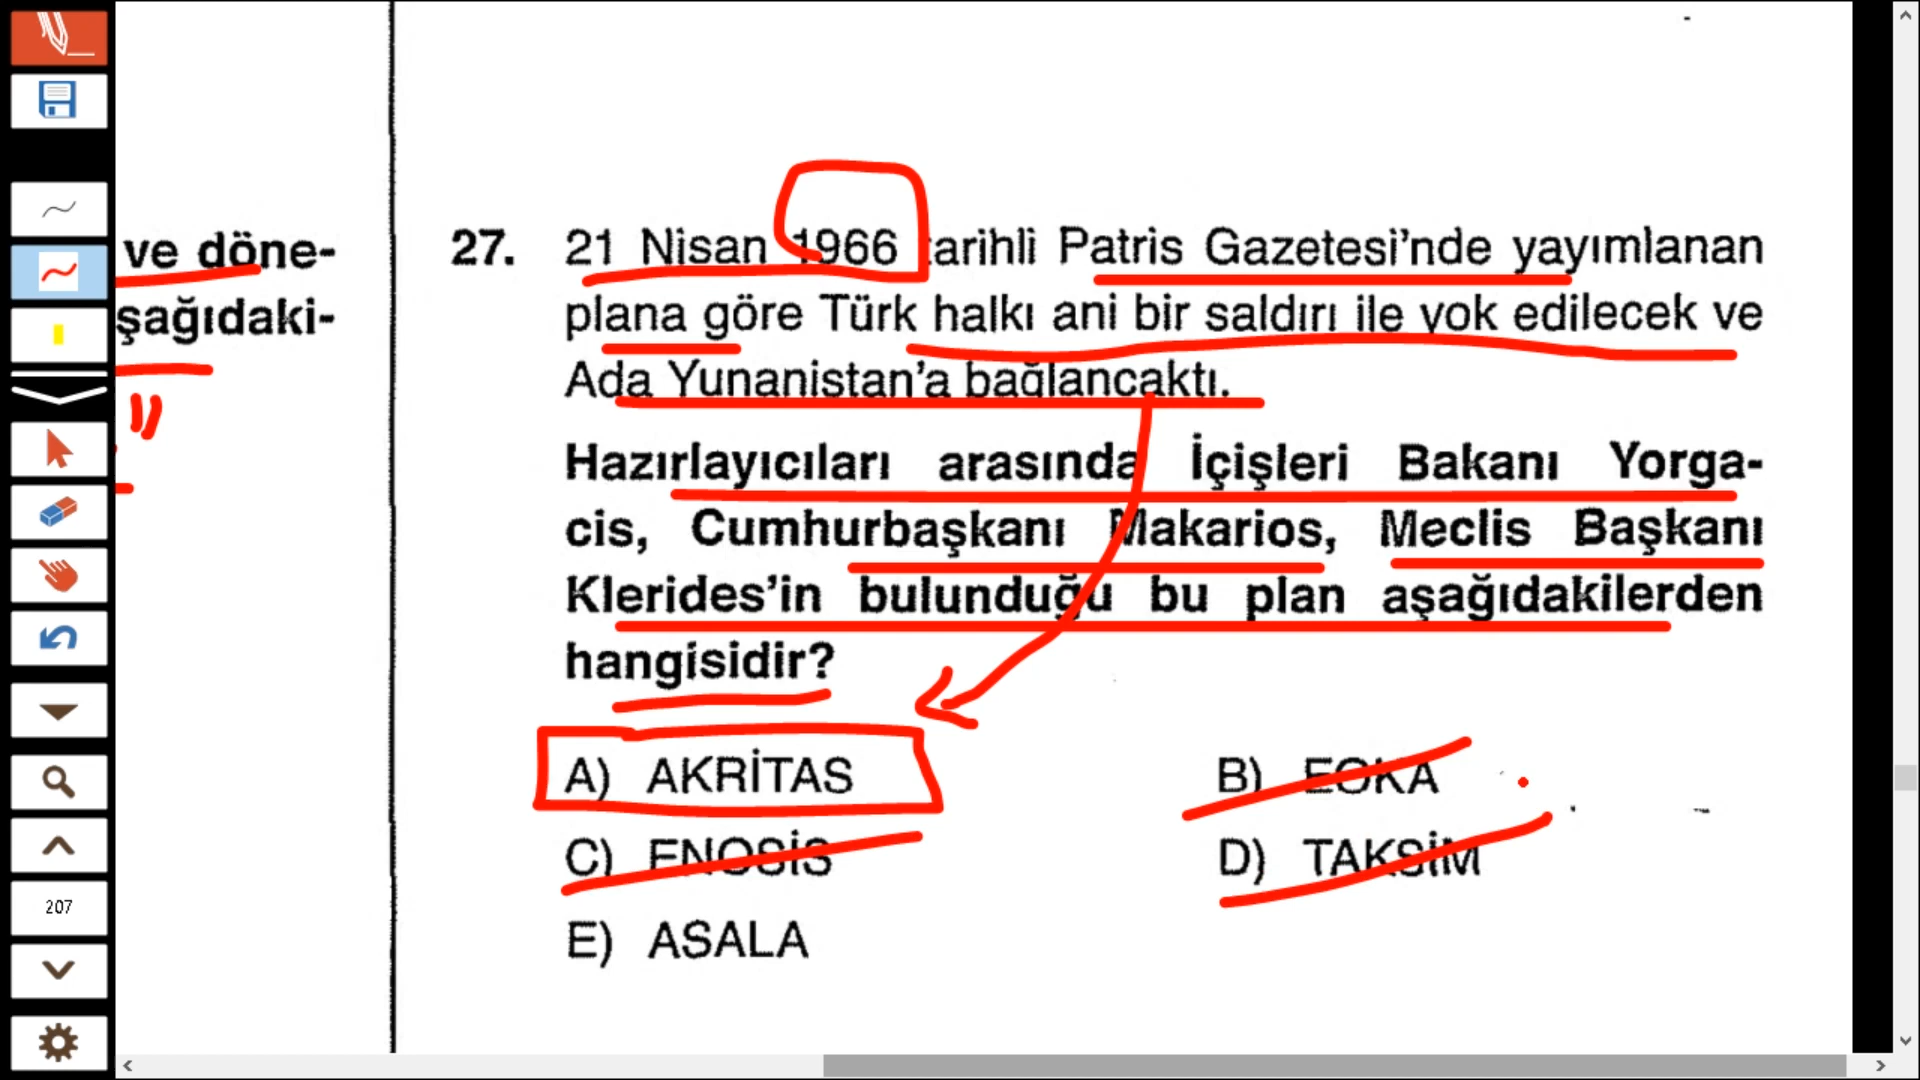 ve döne-
şağıdaki-
27. 21 Nisan 1966 tarihli Patris Gazetesi'nde yayımlanan
plana göre Türk halkı ani bir saldırı ile yok edilecek ve
Ada Yunanistan'a bağlancaktı.
Hazırlayıcıları arasında İçişleri Bakanı Yorga-
cis, Cumhurbaşkanı Makarios, Meclis Başkanı
Klerides'in bulunduğu bu plan aşağıdakilerden
hangisidir?
A) AKRİTAS
B) EOKA
C) ENOSİS
D) TAKSİM
E) ASALA
207